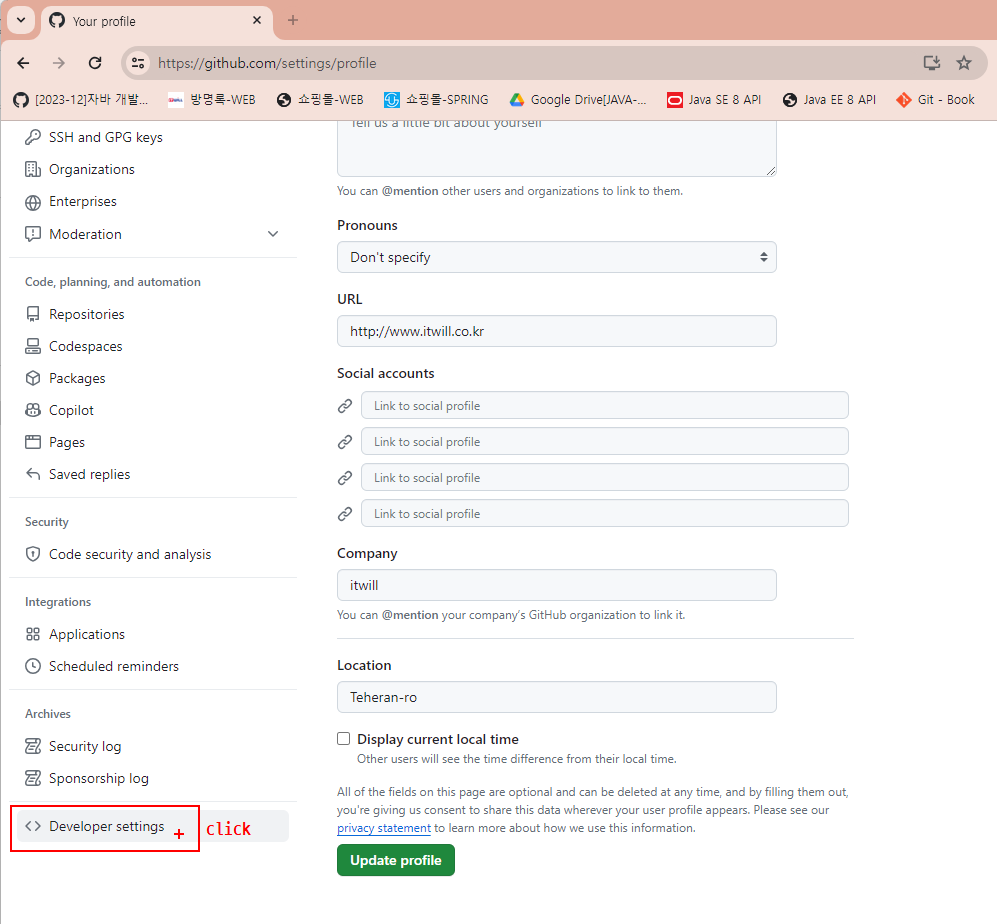 Your profile
https://github.com/settings/profile
[2023-12]자바 개발... 방명록-WEB 쇼핑몰-WEB 쇼핑몰-SPRING Google Drive[JAVA-... Java SE 8 API Java EE 8 API Git - Book
SSH and GPG keys
Organizations
Enterprises
Moderation
Code, planning, and automation
Repositories
Codespaces
Packages
Copilot
Pages
Saved replies
Security
Code security and analysis
Integrations
Applications
Scheduled reminders
Archives
Security log
Sponsorship log
Developer settings
click
Tell us a little bit about yourself
You can @mention other users and organizations to link to them.
Pronouns
Don't specify
URL
http://www.itwill.co.kr
Social accounts
Link to social profile
Link to social profile
Link to social profile
Link to social profile
Company
itwill
You can @mention your company's GitHub organization to link it.
Location
Teheran-ro
Display current local time
Other users will see the time difference from their local time.
All of the fields on this page are optional and can be deleted at any time, and by filling them out,
you're giving us consent to share this data wherever your user profile appears. Please see our
privacy statement to learn more about how we use this information.
Update profile